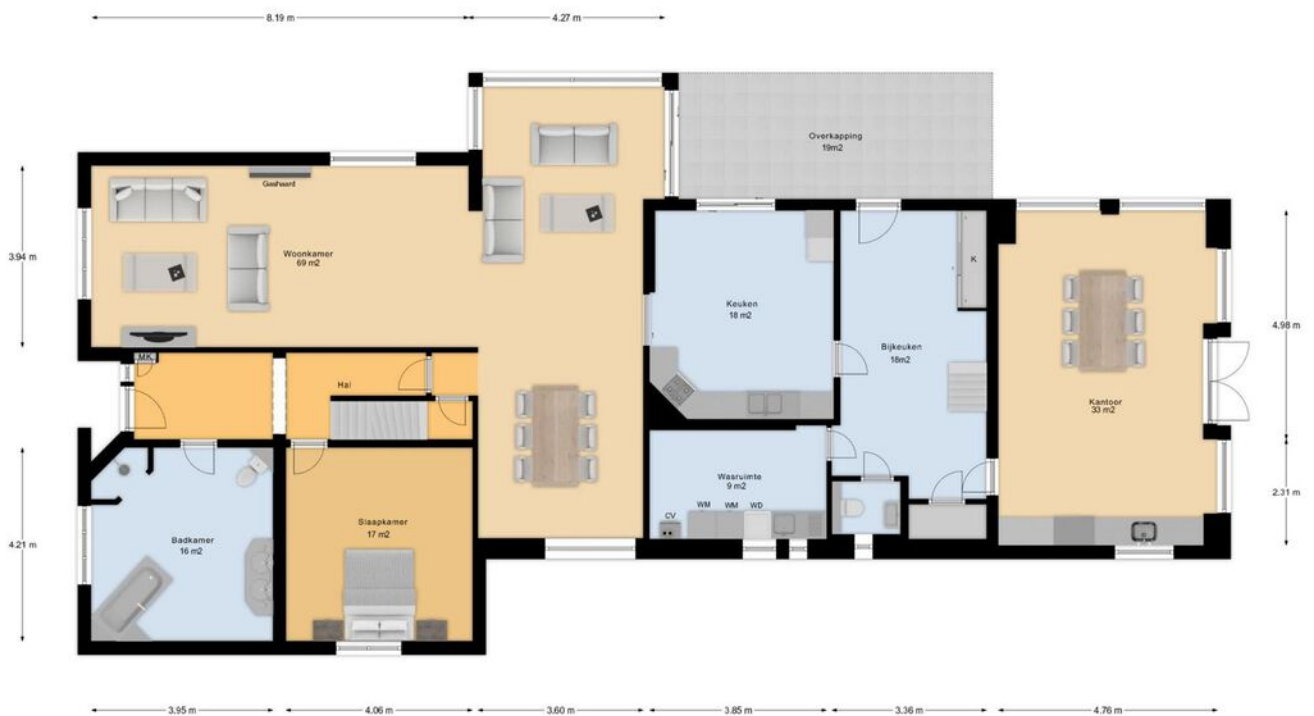 8.19 m
4.27 m
Overkapping
19m2
Gashaard
Woonkamer
69 m2
3.94 m
K
Keuken
18 m2
4.98 m
Bijkeuken
18m2
MK
Hal
Kantoor
33 m2
Wasruimte
9 m2
2.31 m
WM
WM
WD
CV
Slaapkamer
17 m2
Badkamer
16 m2
4.21 m
3.95 m
4.06 m
3.60 m
3.85 m
3.36 m
4.76 m